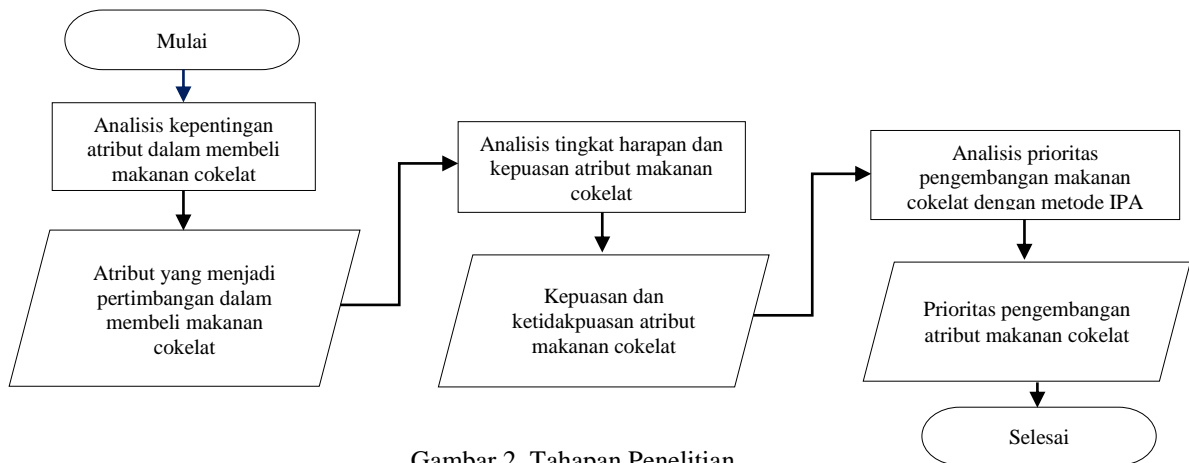 Mulai
Analisis kepentingan
atribut dalam membeli
makanan cokelat
Atribut yang menjadi
pertimbangan dalam
membeli makanan
cokelat
Analisis tingkat harapan dan
kepuasan atribut makanan
cokelat
Kepuasan dan
ketidakpuasan atribut
makanan cokelat
Analisis prioritas
pengembangan makanan
cokelat dengan metode IPA
Prioritas pengembangan
atribut makanan cokelat
Selesai
Gambar 2. Tahapan Penelitian